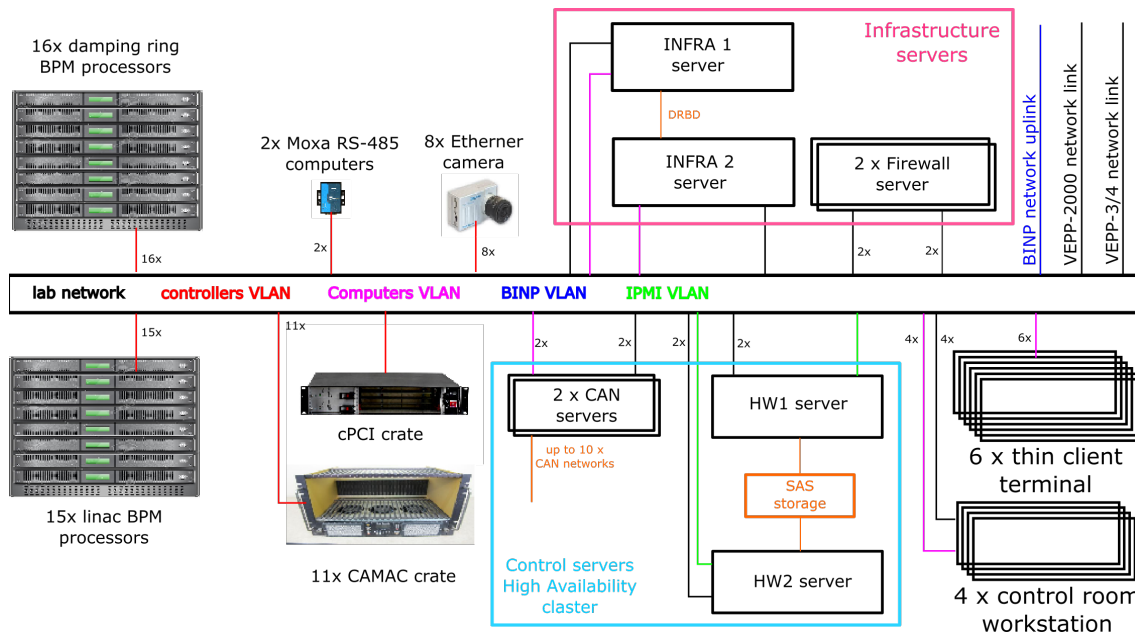 16x damping ring
BPM processors
2x Moxa RS-485
computers
8x Etherner
camera
Infrastructure
servers
INFRA 1
server
DRBD
INFRA 2
server
2 x Firewall
server
BINP network uplink
VEPP-2000 network link
VEPP-3/4 network link
16x
2x
8x
2x
2x
lab network
controllers VLAN
Computers VLAN
BINP VLAN
IPMI VLAN
15x
11x
2x
2x
2x
2x
4x
4x
6x
cPCI crate
2 x CAN
servers
up to 10 x
CAN networks
HW1 server
SAS
storage
HW2 server
Control servers
High Availability
claster
6 x thin client
terminal
15x linac BPM
processors
11x CAMAC crate
4 x control room
workstation